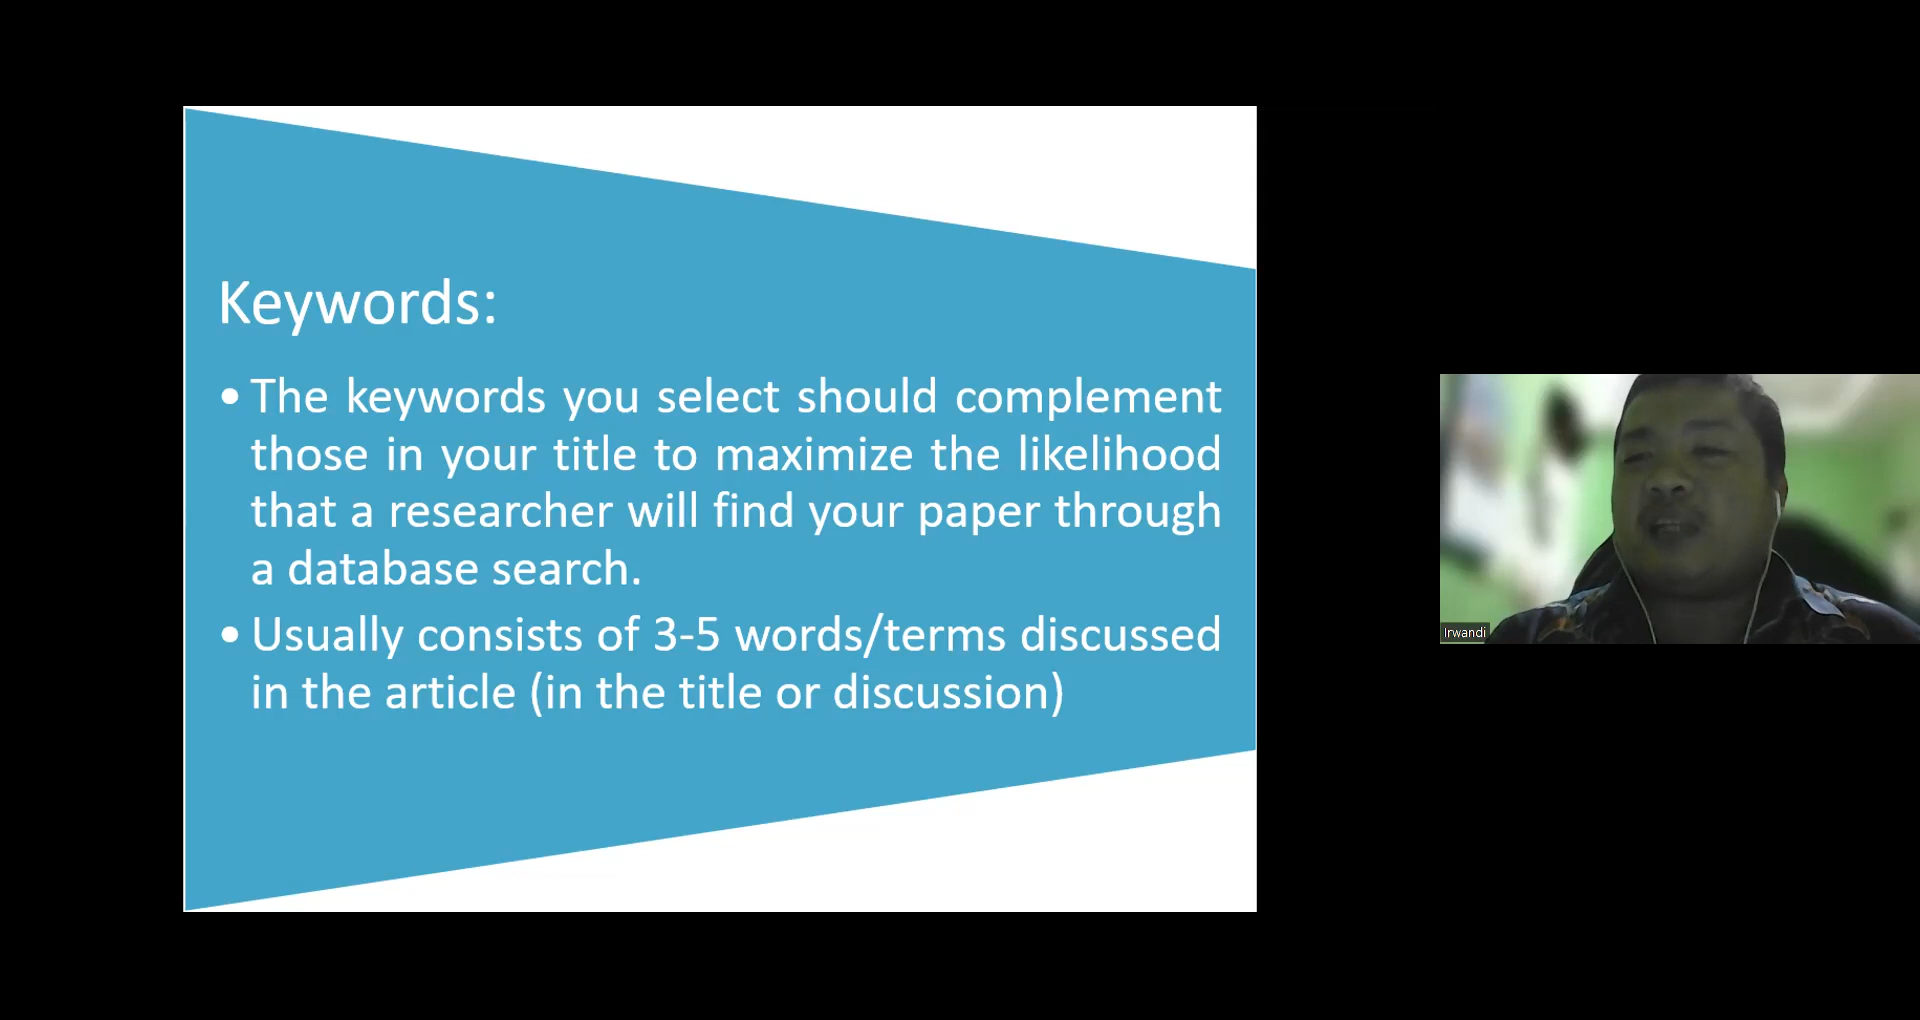 Keywords:
• The keywords you select should complement
those in your title to maximize the likelihood
that a researcher will find your paper through
a database search.
• Usually consists of 3-5 words/terms discussed
in the article (in the title or discussion)
Irwandi